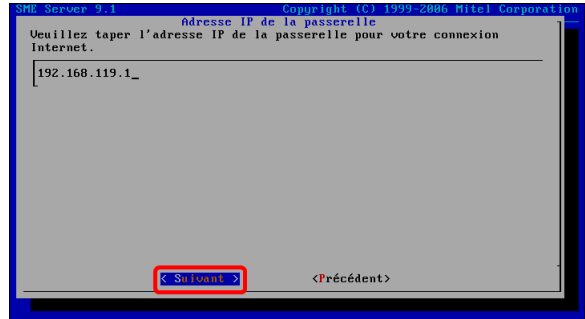 SME Server 9.1 Copyright (C) 1999-2006 Mitel Corporation
Adresse IP de la passerelle
Veuillez taper l'adresse IP de la passerelle pour votre connexion
Internet.
192.168.119.1_
< Suivant > <Précédent>